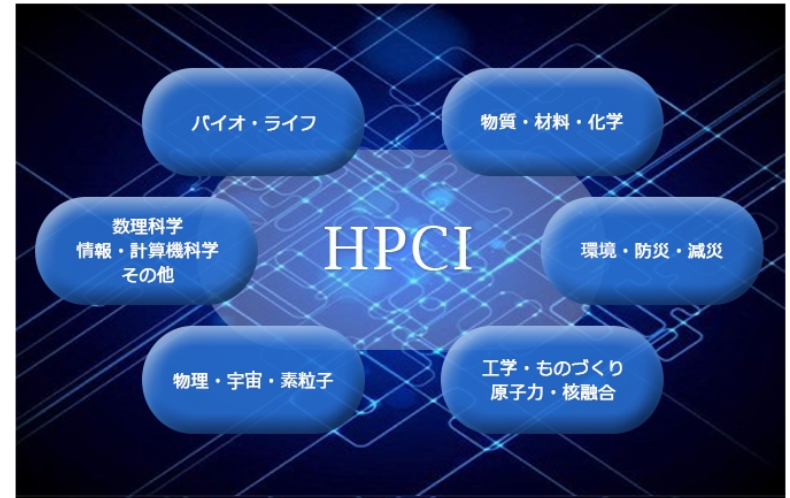 バイオ・ライフ
物質・材料・化学
数理科学
情報・計算機科学
その他
HPCI
環境・防災・減災
物理・宇宙・素粒子
工学・ものづくり
原子力・核融合